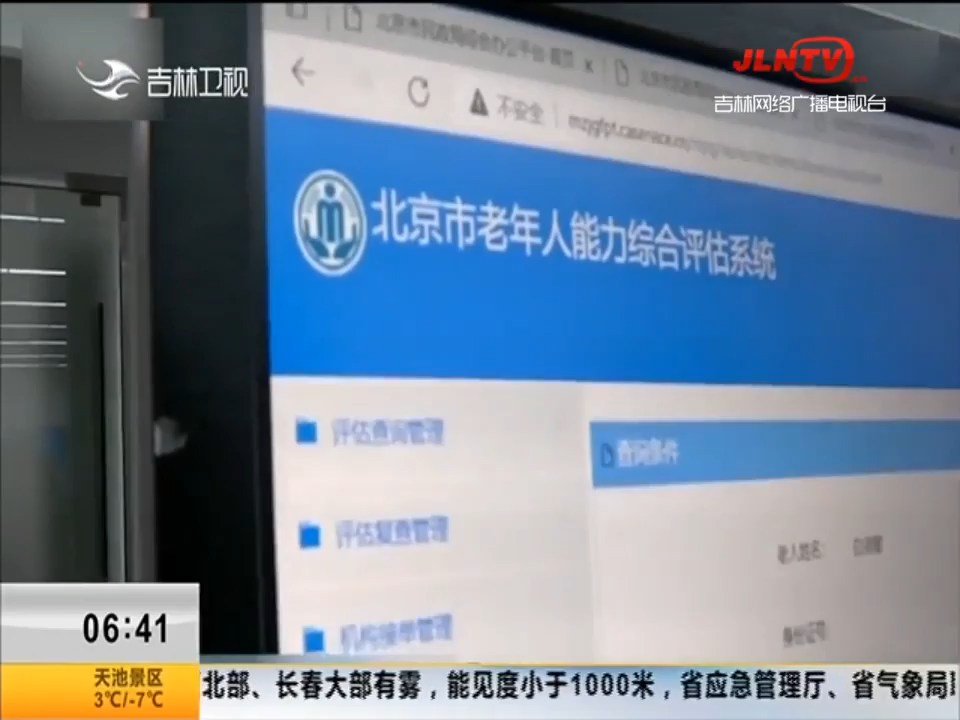 吉林卫视
JLNTV
吉林网络广播电视台
不安全
北京市老年人能力综合评估系统
评估查询管理
查询条件
评估复查管理
机构接单管理
身份证号
06:41
天池景区
3℃/-7℃
北部、长春大部有雾，能见度小于1000米，省应急管理厅、省气象局